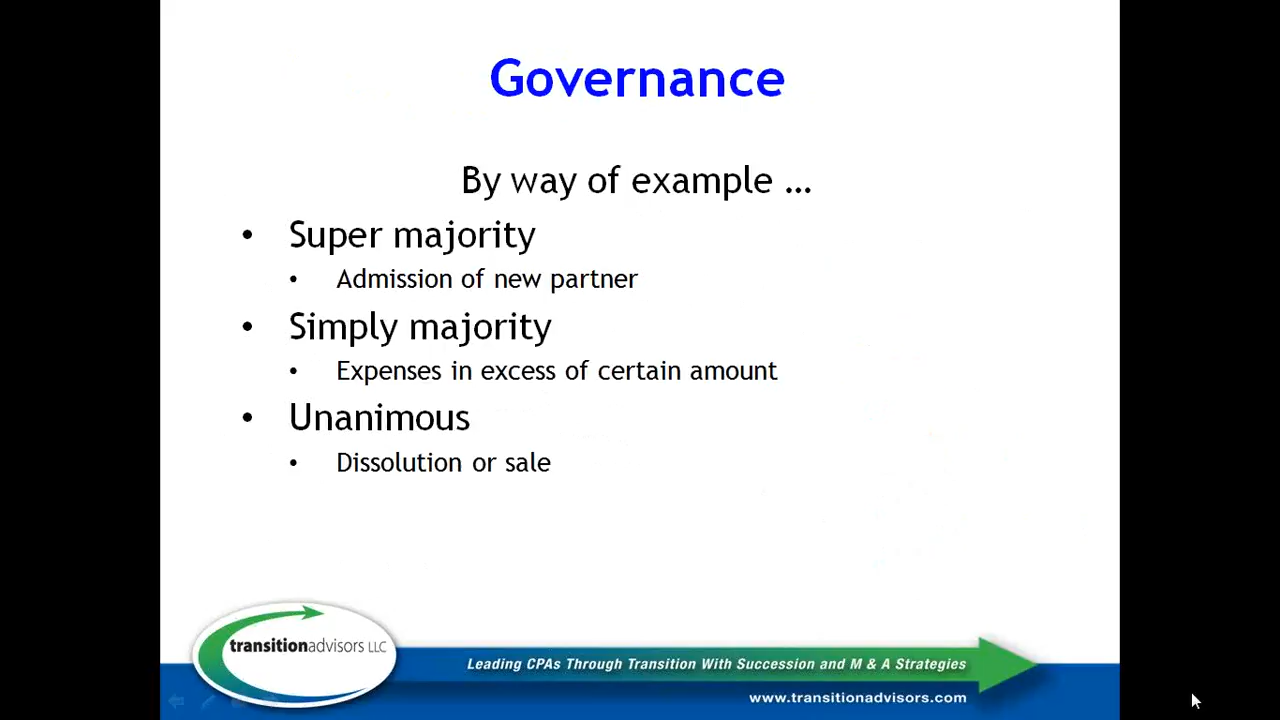 Governance
By way of example ...
• Super majority
• Admission of new partner
• Simply majority
• Expenses in excess of certain amount
• Unanimous
• Dissolution or sale
transitionadvisors LLC
Leading CPAs Through Transition With Succession and M & A Strategies
www.transitionadvisors.com